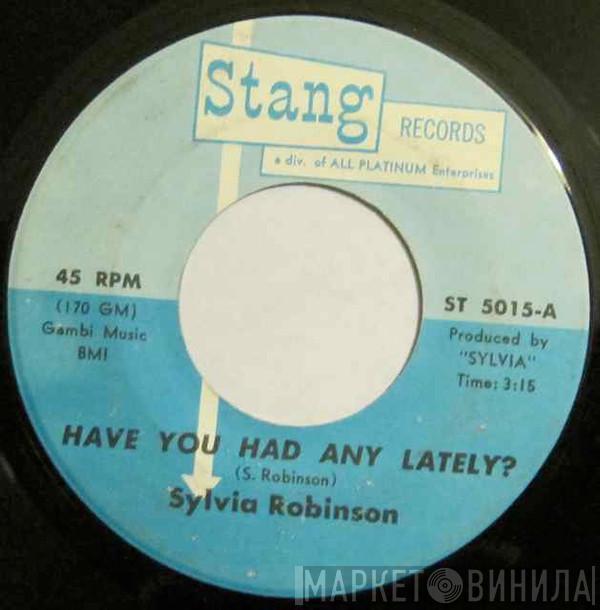 Stang
RECORDS
a div. of ALL PLATINUM Enterprises
45 RPM
(170 GM)
Gambi Music
BMI
ST 5015-A
Produced by
"SYLVIA"
Time: 3:15
HAVE YOU HAD ANY LATELY?
(S. Robinson)
Sylvia Robinson
МАРКЕТ ВИНИЛА